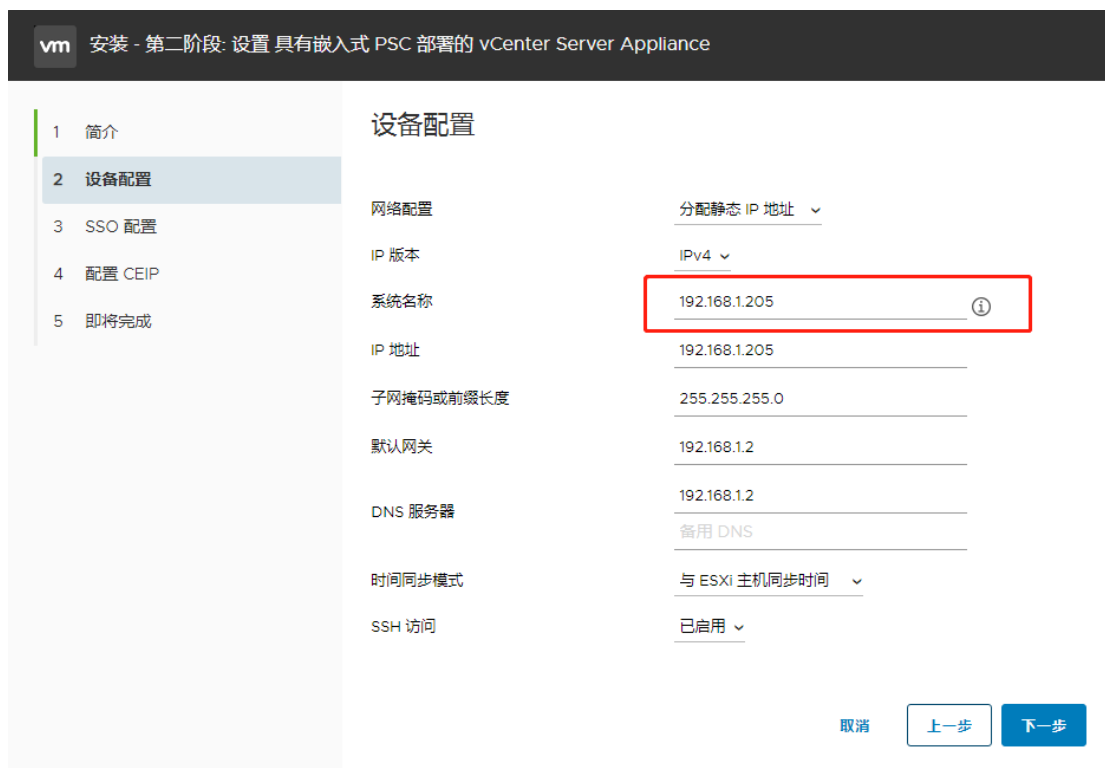 vm 安装 - 第二阶段: 设置 具有嵌入式 PSC 部署的 vCenter Server Appliance
1 简介
2 设备配置
3 SSO 配置
4 配置 CEIP
5 即将完成
设备配置
网络配置 分配静态 IP 地址
IP 版本 IPv4
系统名称 192.168.1.205
IP 地址 192.168.1.205
子网掩码或前缀长度 255.255.255.0
默认网关 192.168.1.2
DNS 服务器 192.168.1.2
备用 DNS
时间同步模式 与 ESXi 主机同步时间
SSH 访问 已启用
取消 上一步 下一步